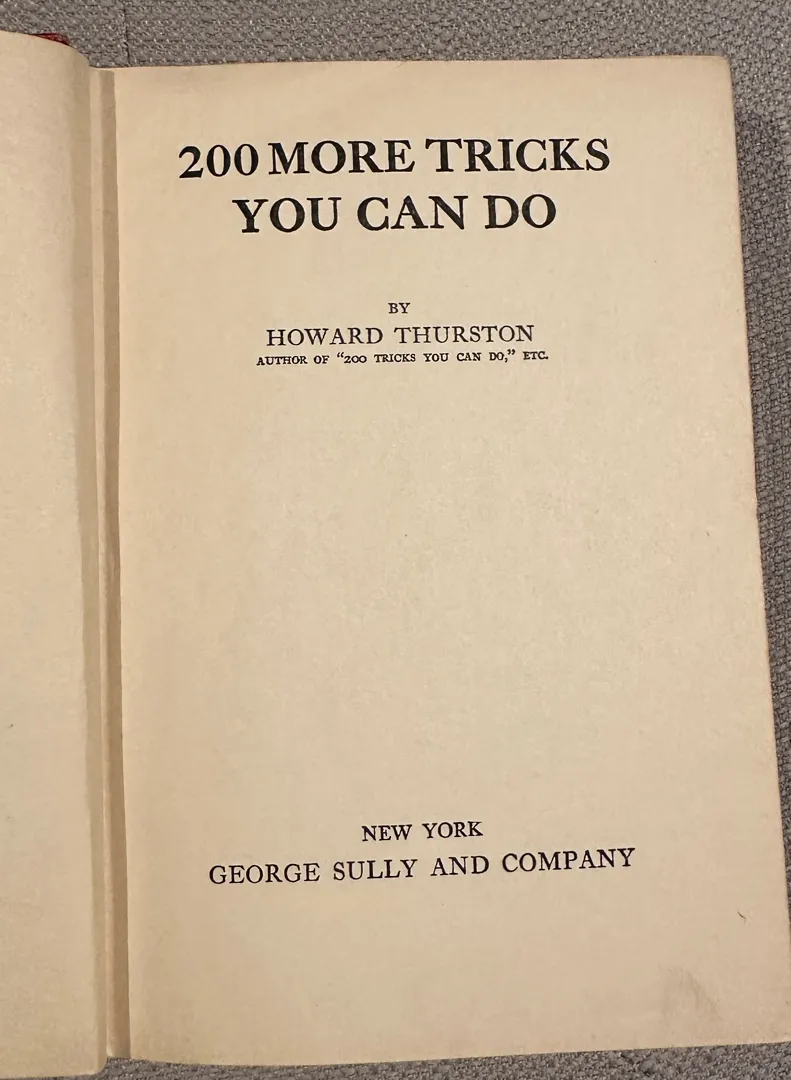 200 MORE TRICKS
YOU CAN DO
BY
HOWARD THURSTON
AUTHOR OF "200 TRICKS YOU CAN DO," ETC.
NEW YORK
GEORGE SULLY AND COMPANY